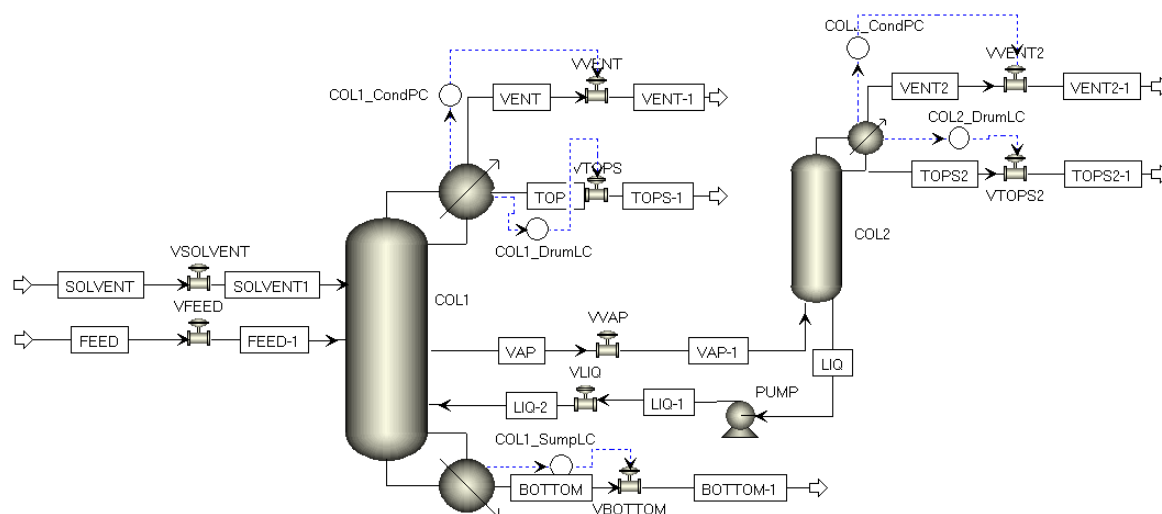 COL2_CondPC
VVENT2
VVENT
VENT2
VENT2-1
COL1_CondPC
VENT
VENT-1
COL2_DrumLC
VTOPS
TOPS2
TOPS2-1
TOP
TOPS-1
VTOPS2
COL2
COL1_DrumLC
VSOLVENT
SOLVENT
SOLVENT1
COL1
VFEED
FEED
FEED-1
VVAP
VAP
VAP-1
LIQ
VLIQ
PUMP
LIQ-2
LIQ-1
COL1_SumpLC
BOTTOM
BOTTOM-1
VBOTTOM